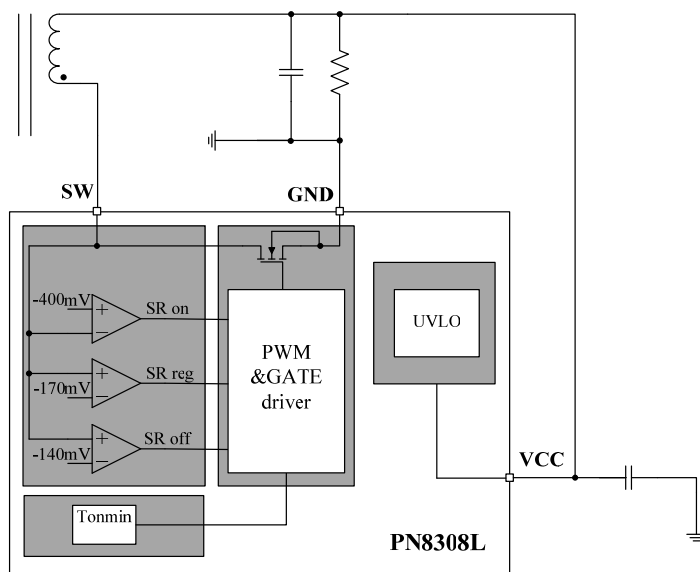 SW
GND
-400mV
+
−
SR on
-170mV
+
−
SR reg
-140mV
+
−
SR off
PWM
&GATE
driver
UVLO
VCC
Tonmin
PN8308L